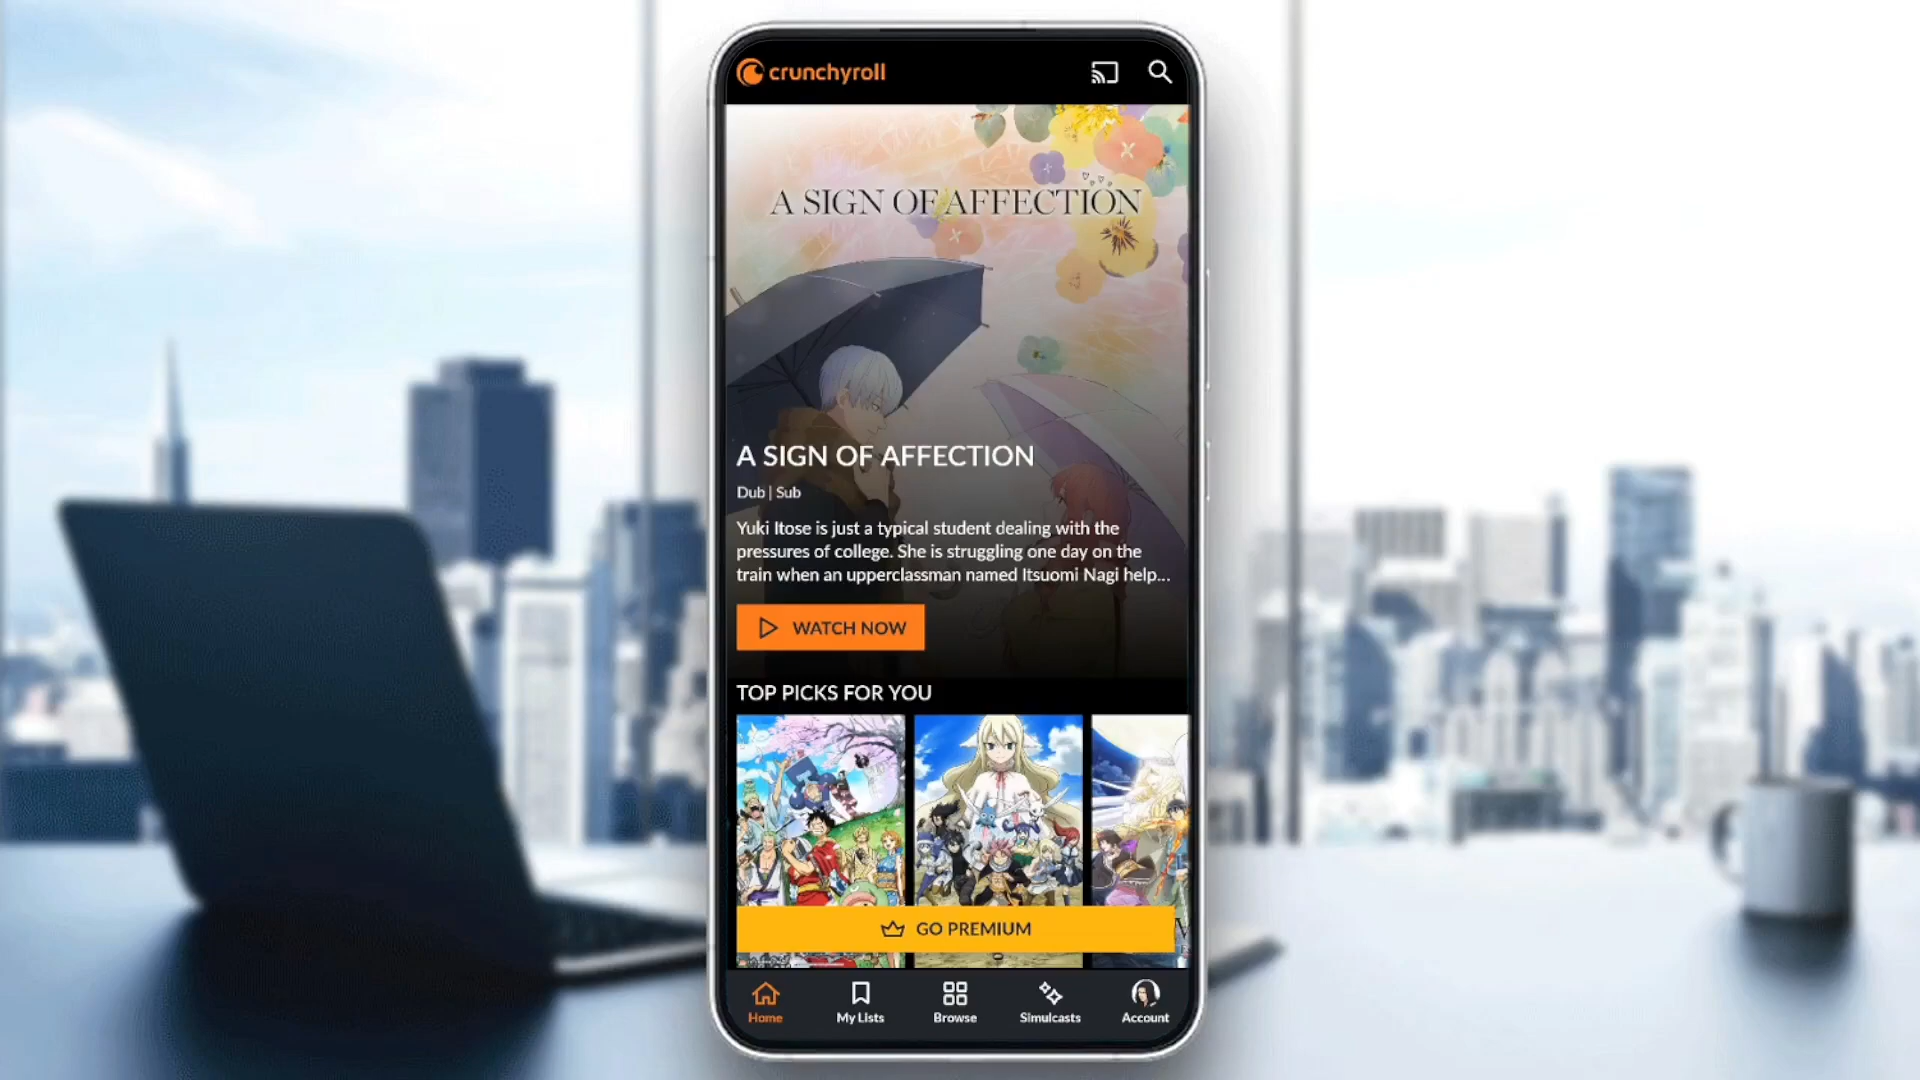 crunchyroll
A SIGN OF AFFECTION
A SIGN OF AFFECTION
Dub | Sub
Yuki Itose is just a typical student dealing with the
pressures of college. She is struggling one day on the
train when an upperclassman named Itsuomi Nagi help...
WATCH NOW
TOP PICKS FOR YOU
GO PREMIUM
Home
My Lists
Browse
Simulcasts
Account